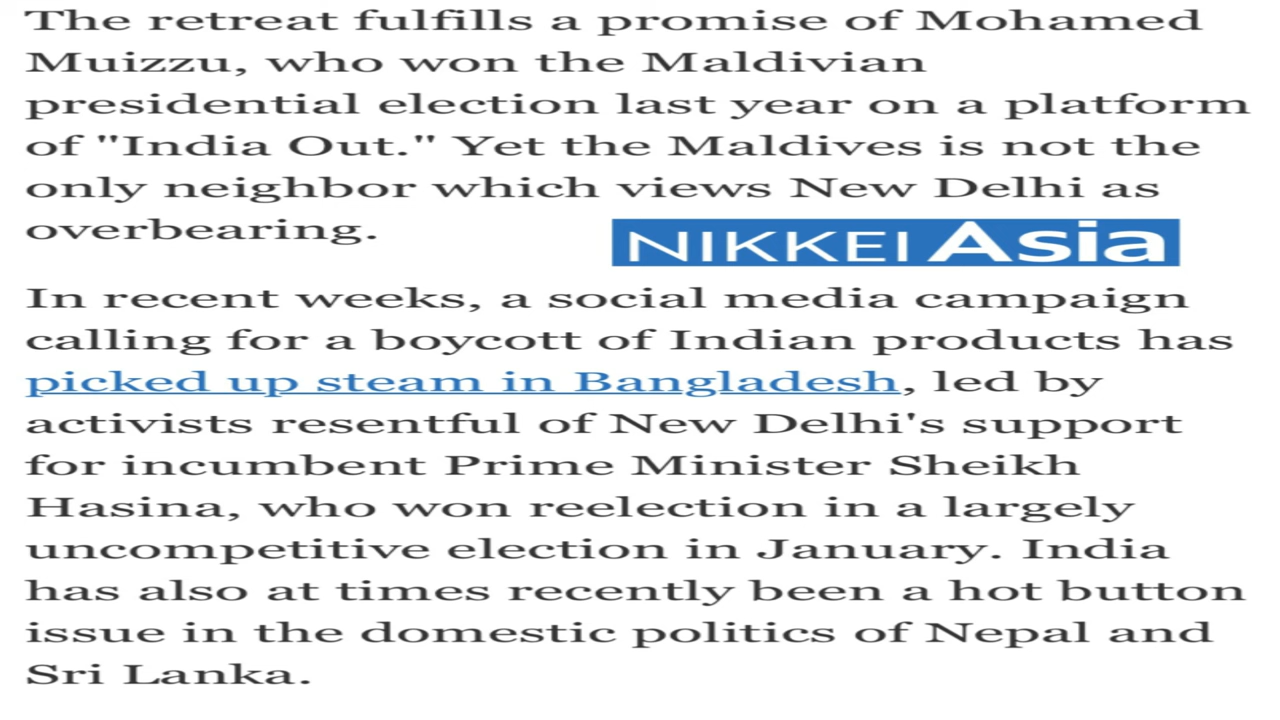 The retreat fulfills a promise of Mohamed
Muizzu, who won the Maldivian
presidential election last year on a platform
of "India Out." Yet the Maldives is not the
only neighbor which views New Delhi as
overbearing.
NIKKEI Asia
In recent weeks, a social media campaign
calling for a boycott of Indian products has
picked up steam in Bangladesh, led by
activists resentful of New Delhi's support
for incumbent Prime Minister Sheikh
Hasina, who won reelection in a largely
uncompetitive election in January. India
has also at times recently been a hot button
issue in the domestic politics of Nepal and
Sri Lanka.